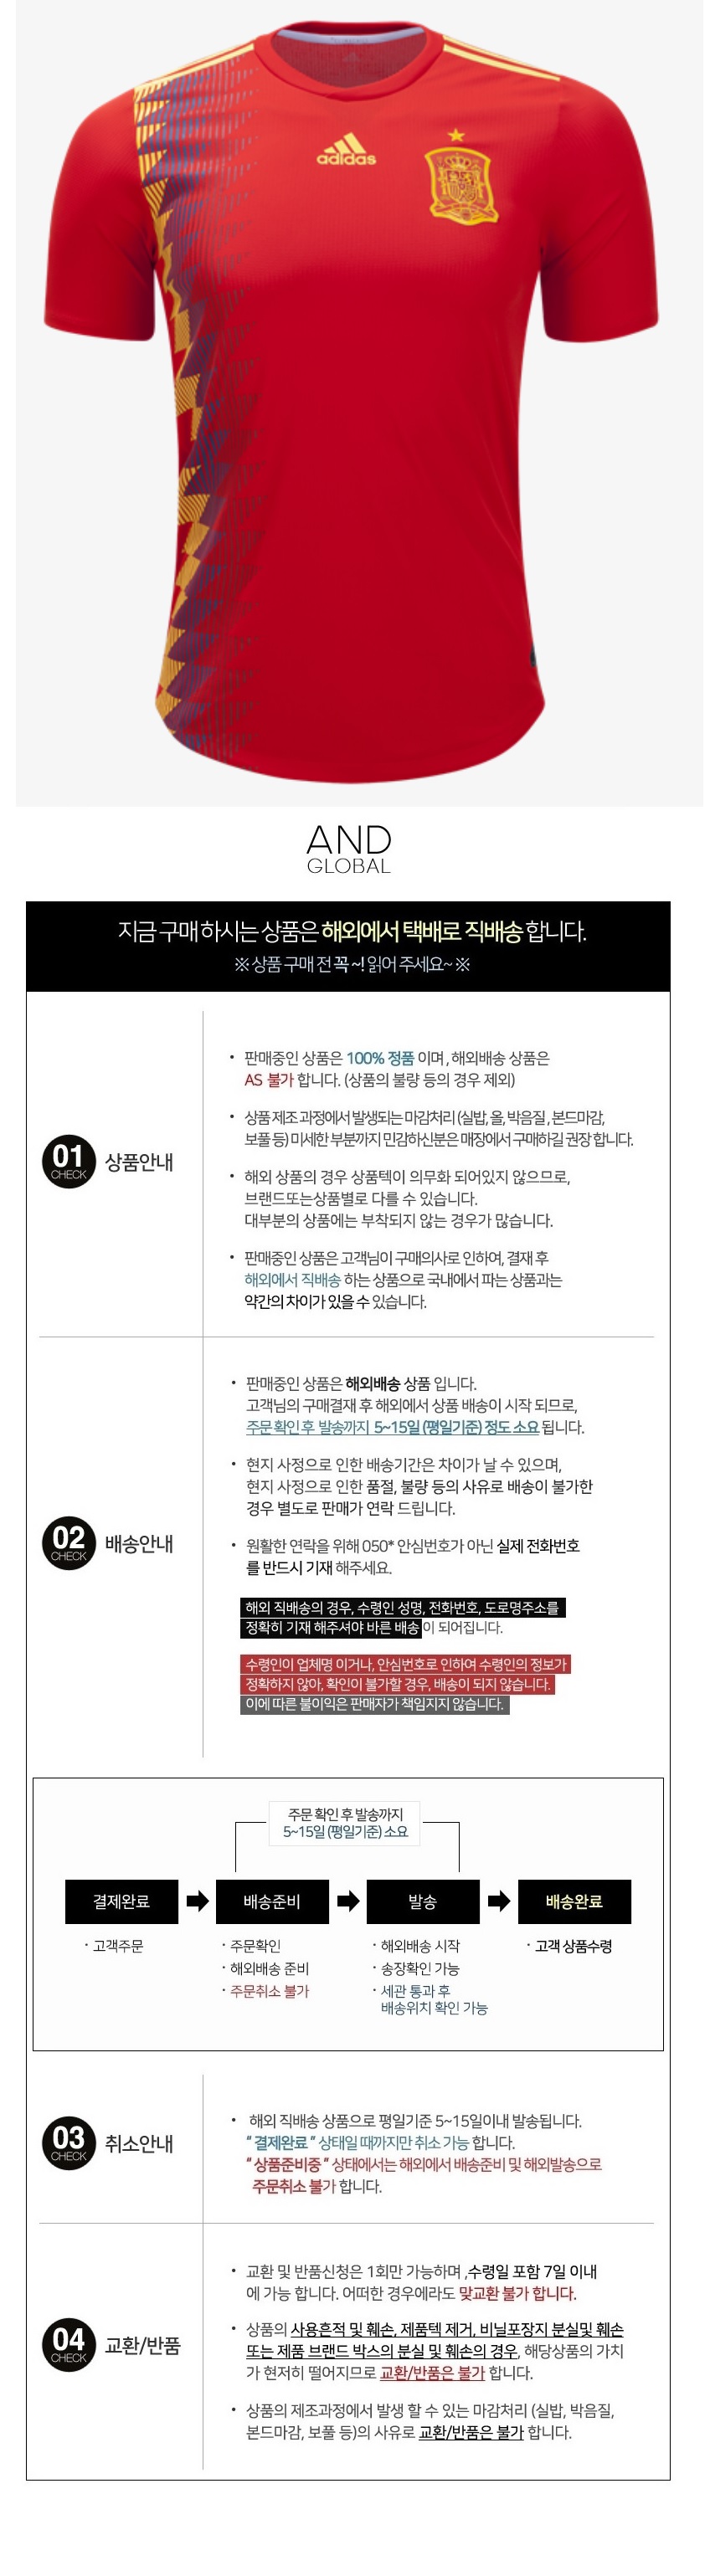 adidas
AND
GLOBAL
지금 구매 하시는 상품은 해외에서 택배로 직배송 합니다.
※ 상품 구매 전 꼭 ~! 읽어 주세요~ ※
01
CHECK
상품안내
• 판매중인 상품은 100% 정품 이며, 해외배송 상품은
AS 불가 합니다. (상품의 불량 등의 경우 제외)
• 상품 제조 과정에서 발생되는 마감처리 (실밥, 올, 박음질, 본드마감,
보풀 등) 미세한 부분까지 민감하신분은 매장에서 구매하길 권장 합니다.
• 해외 상품의 경우 상품텍이 의무화 되어있지 않으므로,
브랜드또는상품별로 다를 수 있습니다.
대부분의 상품에는 부착되지 않는 경우가 많습니다.
• 판매중인 상품은 고객님이 구매의사로 인하여, 결재 후
해외에서 직배송 하는 상품으로 국내에서 파는 상품과는
약간의 차이가 있을 수 있습니다.
02
CHECK
배송안내
• 판매중인 상품은 해외배송 상품 입니다.
고객님의 구매결재 후 해외에서 상품 배송이 시작 되므로,
주문 확인 후 발송까지 5~15일 (평일기준) 정도 소요 됩니다.
• 현지 사정으로 인한 배송기간은 차이가 날 수 있으며,
현지 사정으로 인한 품절, 불량 등의 사유로 배송이 불가한
경우 별도로 판매가 연락 드립니다.
• 원활한 연락을 위해 050* 안심번호가 아닌 실제 전화번호
를 반드시 기재 해주세요.
해외 직배송의 경우, 수령인 성명, 전화번호, 도로명주소를
정확히 기재 해주셔야 바른 배송이 되어집니다.
수령인이 업체명 이거나, 안심번호로 인하여 수령인의 정보가
정확하지 않아, 확인이 불가할 경우, 배송이 되지 않습니다.
이에 따른 불이익은 판매자가 책임지지 않습니다.
주문 확인 후 발송까지
5~15일 (평일기준) 소요
결제완료
배송준비
발송
배송완료
· 고객주문
· 주문확인
· 해외배송 준비
· 주문취소 불가
· 해외배송 시작
· 송장확인 가능
· 세관 통과 후
배송위치 확인 가능
· 고객 상품수령
03
CHECK
취소안내
• 해외 직배송 상품으로 평일기준 5~15일이내 발송됩니다.
“ 결제완료 ” 상태일 때까지만 취소 가능 합니다.
“ 상품준비중 “ 상태에서는 해외에서 배송준비 및 해외발송으로
주문취소 불가 합니다.
04
CHECK
교환/반품
• 교환 및 반품신청은 1회만 가능하며 ,수령일 포함 7일 이내
에 가능 합니다. 어떠한 경우에라도 맞교환 불가 합니다.
• 상품의 사용흔적 및 훼손, 제품텍 제거, 비닐포장지 분실및 훼손
또는 제품 브랜드 박스의 분실 및 훼손의 경우, 해당상품의 가치
가 현저히 떨어지므로 교환/반품은 불가 합니다.
• 상품의 제조과정에서 발생 할 수 있는 마감처리 (실밥, 박음질,
본드마감, 보풀 등)의 사유로 교환/반품은 불가 합니다.